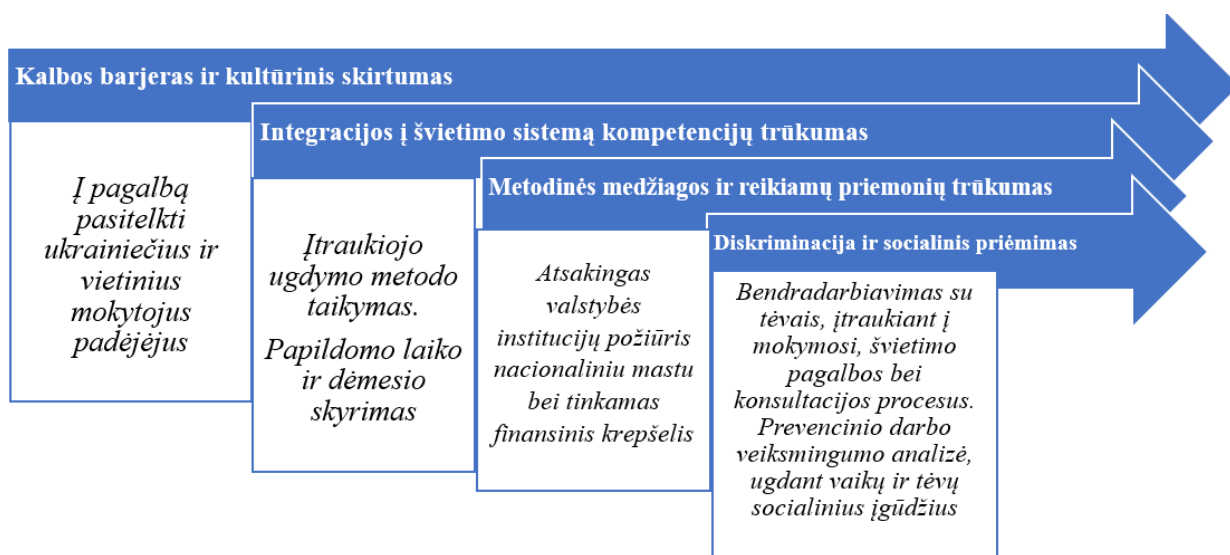 Kalbos barjeras ir kultūrinis skirtumas
Į pagalbą
pasitelkti
ukrainiečius ir
vietinius
mokytojus
padėjėjus
Integracijos į švietimo sistemą kompetencijų trūkumas
Įtraukiojo
ugdymo metodo
taikymas.
Papildomo laiko
ir dėmesio
skyrimas
Metodinės medžiagos ir reikiamų priemonių trūkumas
Atsakingas
valstybės
institucijų požiūris
nacionaliniu mastu
bei tinkamas
finansinis krepšelis
Diskriminacija ir socialinis priėmimas
Bendradarbiavimas su
tėvais, įtraukiant į
mokymosi, švietimo
pagalbos bei
konsultacijos procesus.
Prevencinio darbo
veiksmingumo analizė,
ugdant vaikų ir tėvų
socialinius įgūdžius